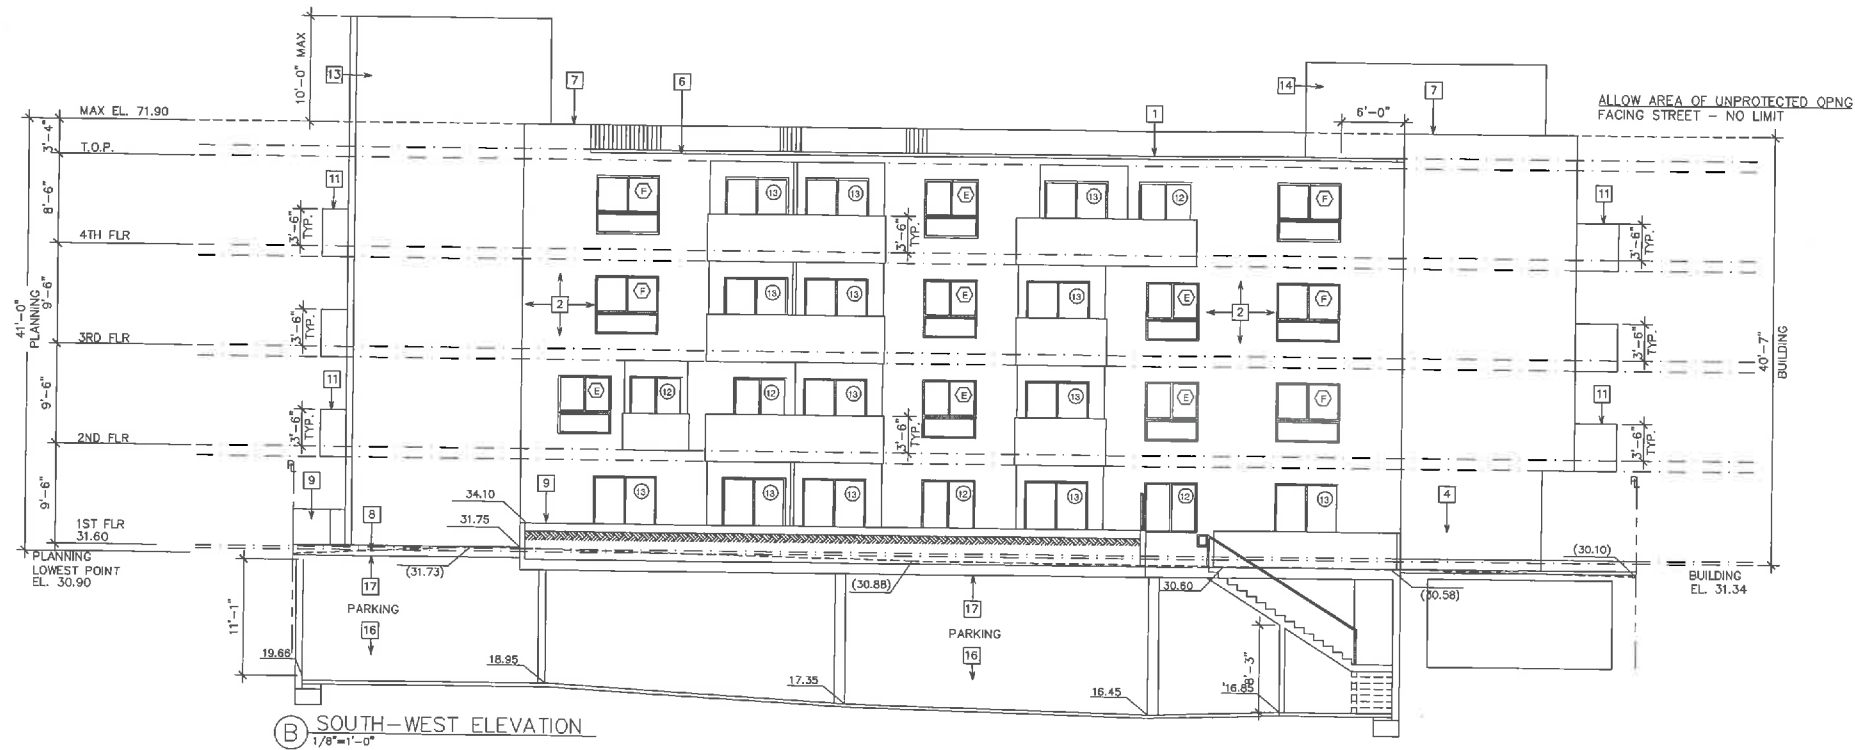 10'-0" MAX
13
7
6
1
14
7
6'-0"
ALLOW AREA OF UNPROTECTED OPNG
FACING STREET – NO LIMIT
MAX EL. 71.90
3'-4"
T.O.P.
8'-6"
11
3'-6"
TYP.
4TH FLR
F
13
13
E
13
12
F
3'-6"
TYP.
11
3'-6"
TYP.
41'-0"
PLANNING
9'-6"
2
F
13
13
E
13
E
2
F
3'-6"
TYP.
3RD FLR
3'-6"
TYP.
40'-7"
BUILDING
9'-6"
11
3'-6"
TYP.
E
12
13
13
E
13
E
F
3'-6"
TYP.
11
3'-6"
TYP.
2ND FLR
9'-6"
P
9
8
34.10
31.75
9
13
13
13
12
13
12
13
4
P
1ST FLR
31.60
PLANNING
LOWEST POINT
EL. 30.90
(31.73)
(30.88)
30.60
(30.58)
(30.10)
BUILDING
EL. 31.34
11'-1"
17
PARKING
16
17
PARKING
16
8'-3"
19.66
18.95
17.35
16.45
16.85
B
SOUTH–WEST ELEVATION
1/8"=1'-0"